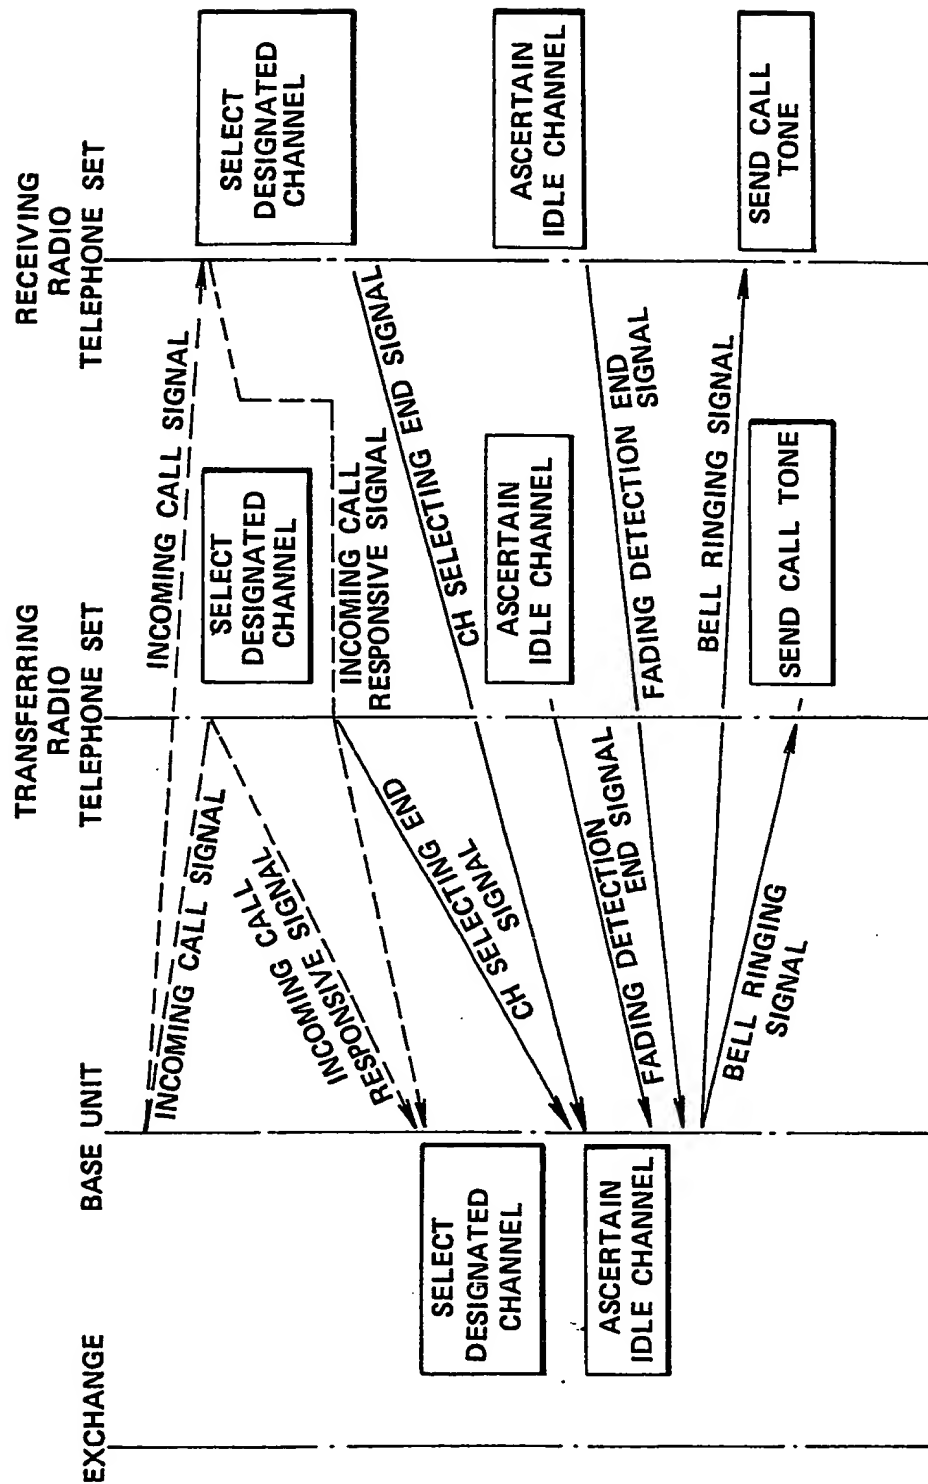 EXCHANGE
BASE UNIT
TRANSFERRING
RADIO
TELEPHONE SET
RECEIVING
RADIO
TELEPHONE SET
INCOMING CALL SIGNAL
INCOMING CALL SIGNAL
SELECT
DESIGNATED
CHANNEL
SELECT
DESIGNATED
CHANNEL
INCOMING CALL
RESPONSIVE SIGNAL
INCOMING CALL
RESPONSIVE SIGNAL
SELECT
DESIGNATED
CHANNEL
CH SELECTING END
SIGNAL
CH SELECTING END SIGNAL
ASCERTAIN
IDLE CHANNEL
ASCERTAIN
IDLE CHANNEL
ASCERTAIN
IDLE CHANNEL
FADING DETECTION
END SIGNAL
FADING DETECTION END
SIGNAL
BELL RINGING SIGNAL
BELL RINGING
SIGNAL
SEND CALL TONE
SEND CALL
TONE